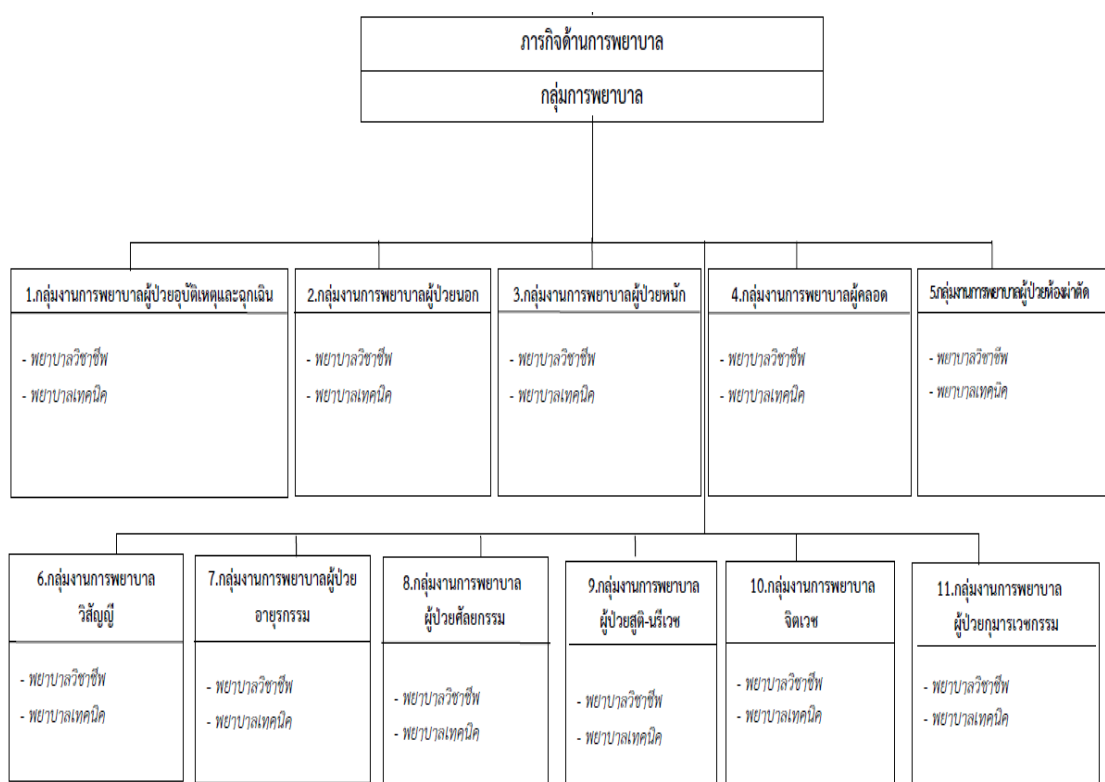 ภารกิจด้านการพยาบาล
กลุ่มการพยาบาล
1.กลุ่มงานการพยาบาลผู้ป่วยอุบัติเหตุและฉุกเฉิน
- พยาบาลวิชาชีพ
- พยาบาลเทคนิค
2.กลุ่มงานการพยาบาลผู้ป่วยนอก
- พยาบาลวิชาชีพ
- พยาบาลเทคนิค
3.กลุ่มงานการพยาบาลผู้ป่วยหนัก
- พยาบาลวิชาชีพ
- พยาบาลเทคนิค
4.กลุ่มงานการพยาบาลผู้คลอด
- พยาบาลวิชาชีพ
- พยาบาลเทคนิค
5.กลุ่มงานการพยาบาลผู้ป่วยห้องผ่าตัด
- พยาบาลวิชาชีพ
- พยาบาลเทคนิค
6.กลุ่มงานการพยาบาล
วิสัญญี
- พยาบาลวิชาชีพ
- พยาบาลเทคนิค
7.กลุ่มงานการพยาบาลผู้ป่วย
อายุรกรรม
- พยาบาลวิชาชีพ
- พยาบาลเทคนิค
8.กลุ่มงานการพยาบาล
ผู้ป่วยศัลยกรรม
- พยาบาลวิชาชีพ
- พยาบาลเทคนิค
9.กลุ่มงานการพยาบาล
ผู้ป่วยสูติ-นรีเวช
- พยาบาลวิชาชีพ
- พยาบาลเทคนิค
10.กลุ่มงานการพยาบาล
จิตเวช
- พยาบาลวิชาชีพ
- พยาบาลเทคนิค
11.กลุ่มงานการพยาบาล
ผู้ป่วยกุมารเวชกรรม
- พยาบาลวิชาชีพ
- พยาบาลเทคนิค